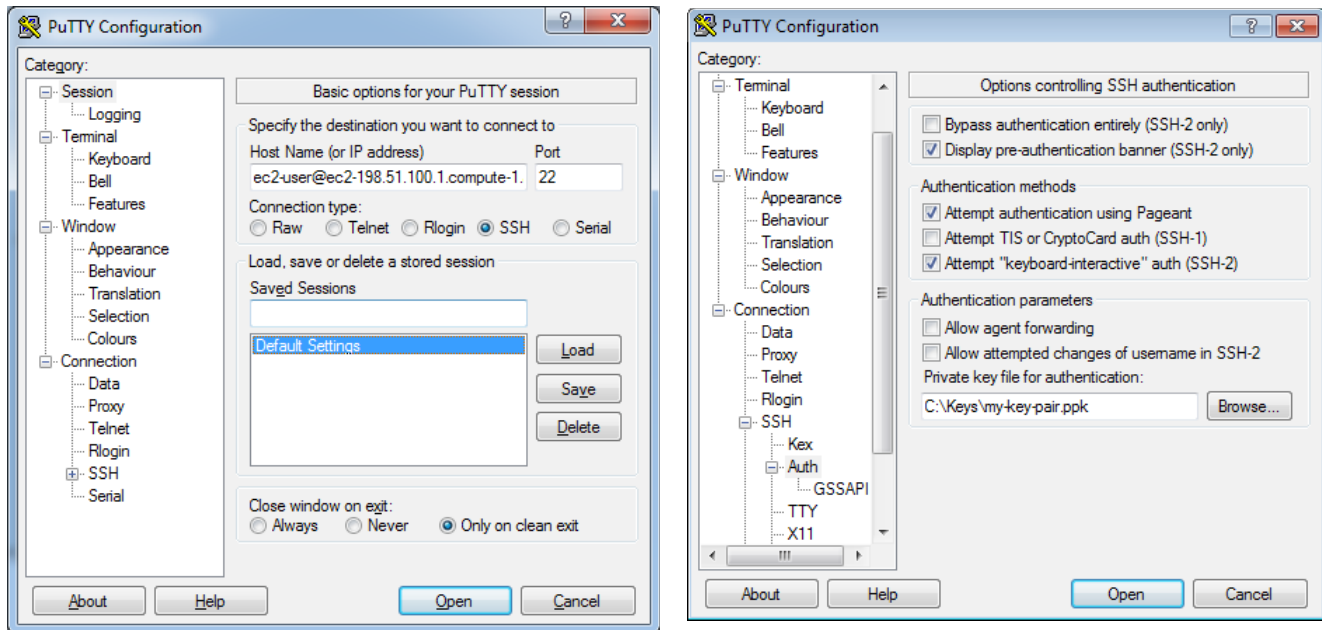 PuTTY Configuration
Category:
Session
Logging
Terminal
Keyboard
Bell
Features
Window
Appearance
Behaviour
Translation
Selection
Colours
Connection
Data
Proxy
Telnet
Rlogin
SSH
Serial
Basic options for your PuTTY session
Specify the destination you want to connect to
Host Name (or IP address) Port
ec2-user@ec2-198.51.100.1.compute-1. 22
Connection type:
Raw Telnet Rlogin SSH Serial
Load, save or delete a stored session
Saved Sessions
Default Settings
Load
Save
Delete
Close window on exit:
Always Never Only on clean exit
About Help Open Cancel
PuTTY Configuration
Category:
Terminal
Keyboard
Bell
Features
Window
Appearance
Behaviour
Translation
Selection
Colours
Connection
Data
Proxy
Telnet
Rlogin
SSH
Kex
Auth
GSSAPI
TTY
X11
Options controlling SSH authentication
Bypass authentication entirely (SSH-2 only)
Display pre-authentication banner (SSH-2 only)
Authentication methods
Attempt authentication using Pageant
Attempt TIS or CryptoCard auth (SSH-1)
Attempt "keyboard-interactive" auth (SSH-2)
Authentication parameters
Allow agent forwarding
Allow attempted changes of username in SSH-2
Private key file for authentication:
C:\Keys\my-key-pair.ppk Browse...
About Help Open Cancel